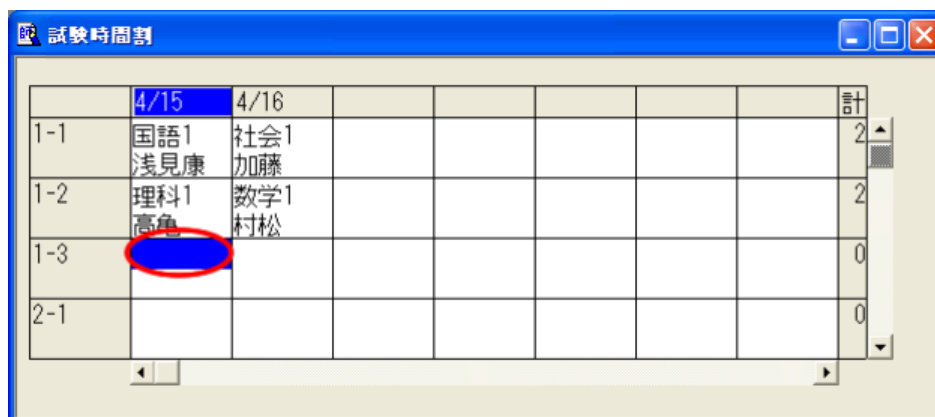 試験時間割
4/15 4/16 計
1-1 国語1 社会1 2
浅見康 加藤
1-2 理科1 数学1 2
高亀 村松
1-3 0
2-1 0